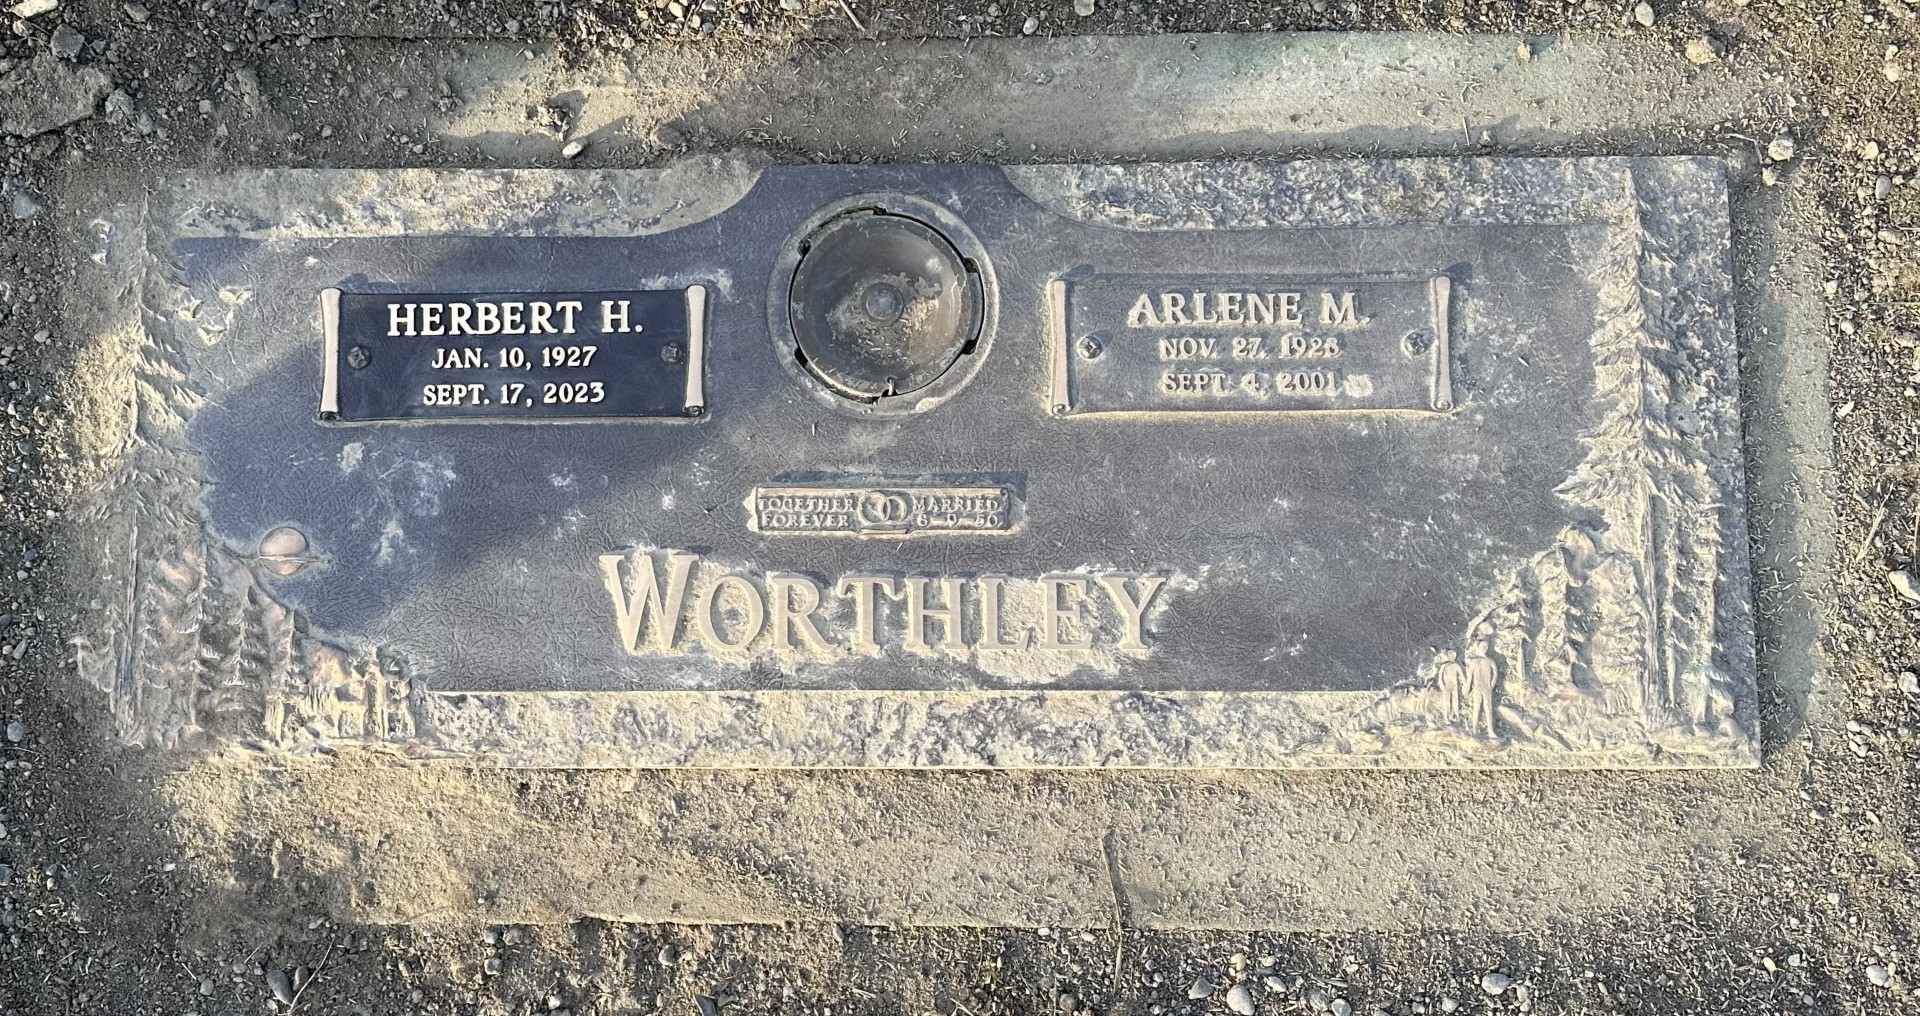 HERBERT H.
JAN. 10, 1927
SEPT. 17, 2023
ARLENE M.
NOV. 27, 1928
SEPT. 4, 2001
TOGETHER FOREVER
MARRIED 6-9-50
WORTHLEY